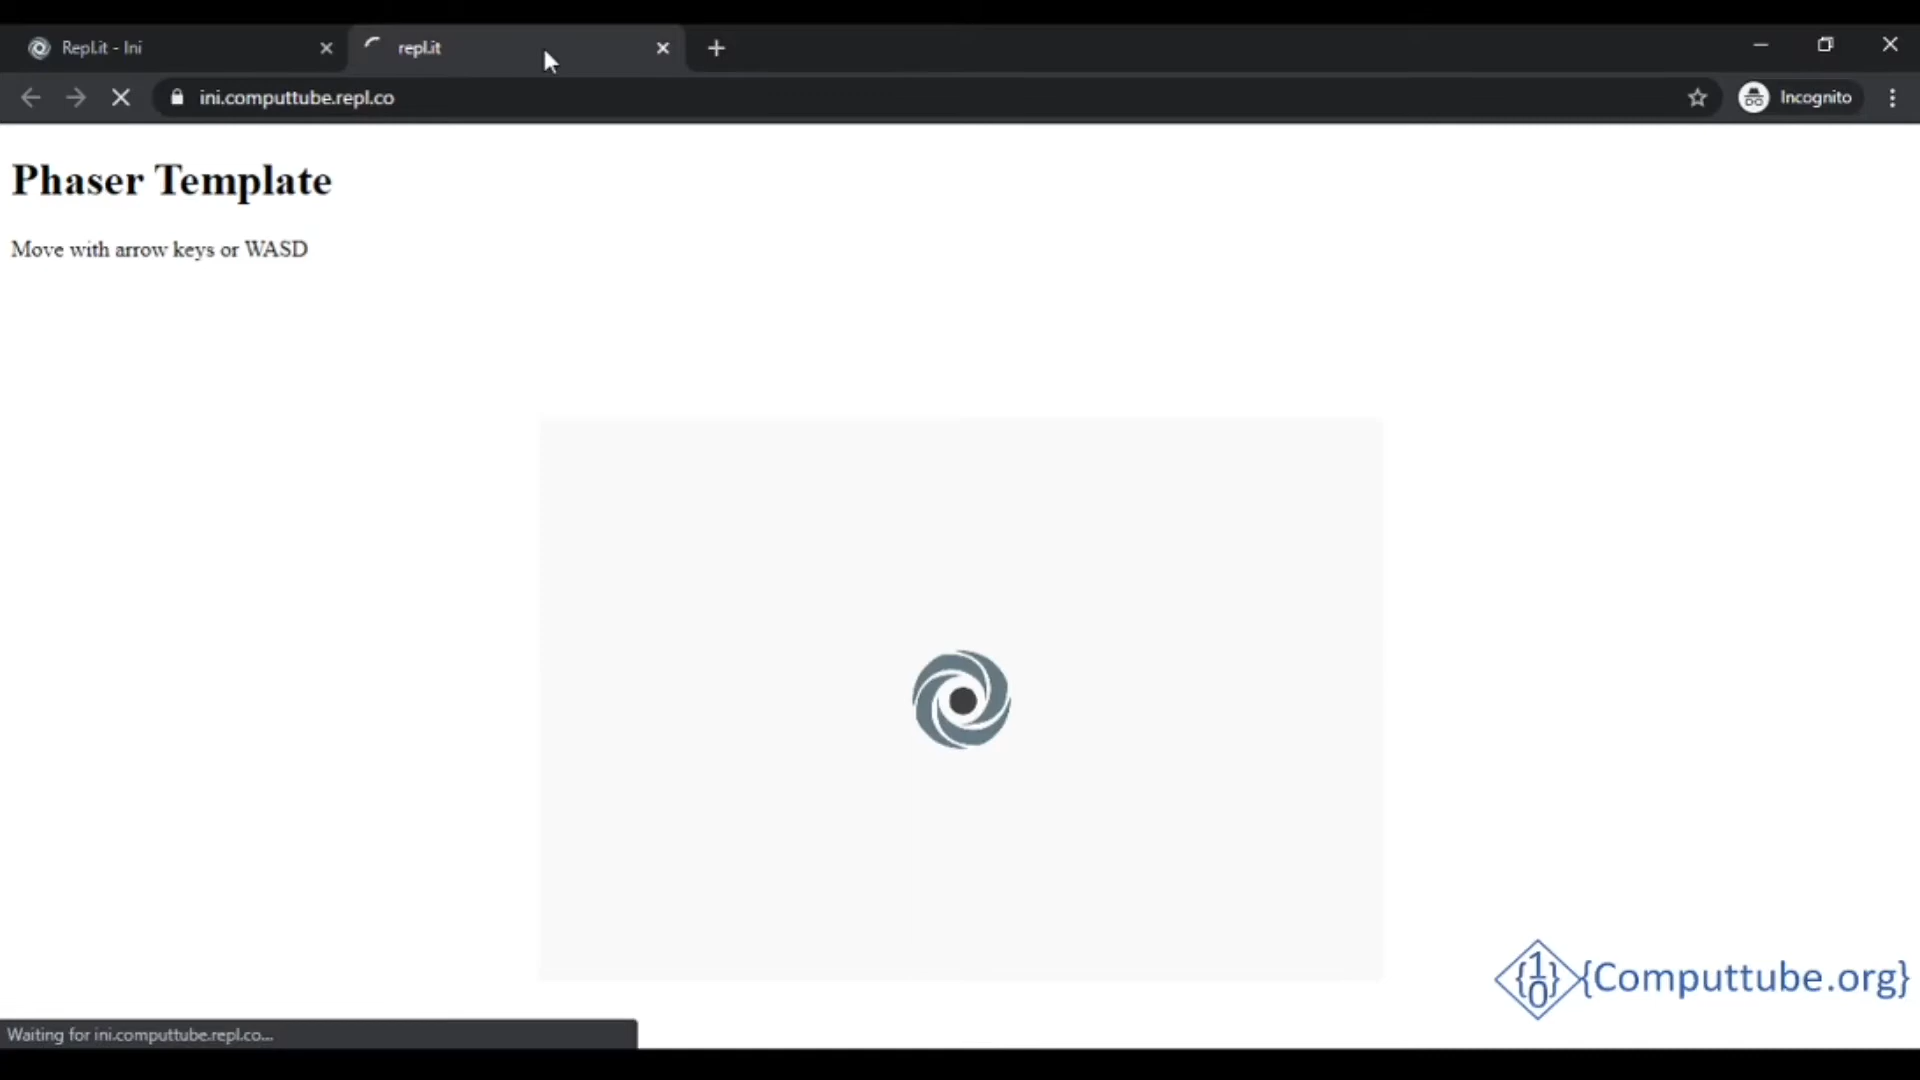 Repl.it - Ini
repl.it
ini.computtube.repl.co
Incognito
Phaser Template
Move with arrow keys or WASD
{1
0}
{Computtube.org}
Waiting for ini.computtube.repl.co...